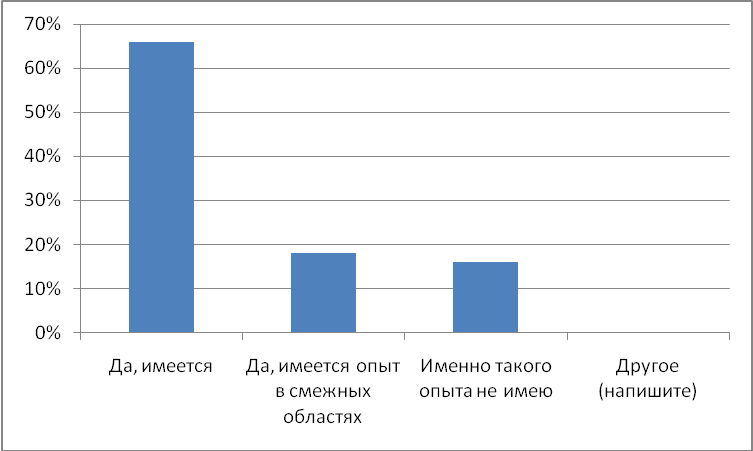 70%
60%
50%
40%
30%
20%
10%
0%
Да, имеется
Да, имеется опыт
в смежных
областях
Именно такого
опыта не имею
Другое
(напишите)